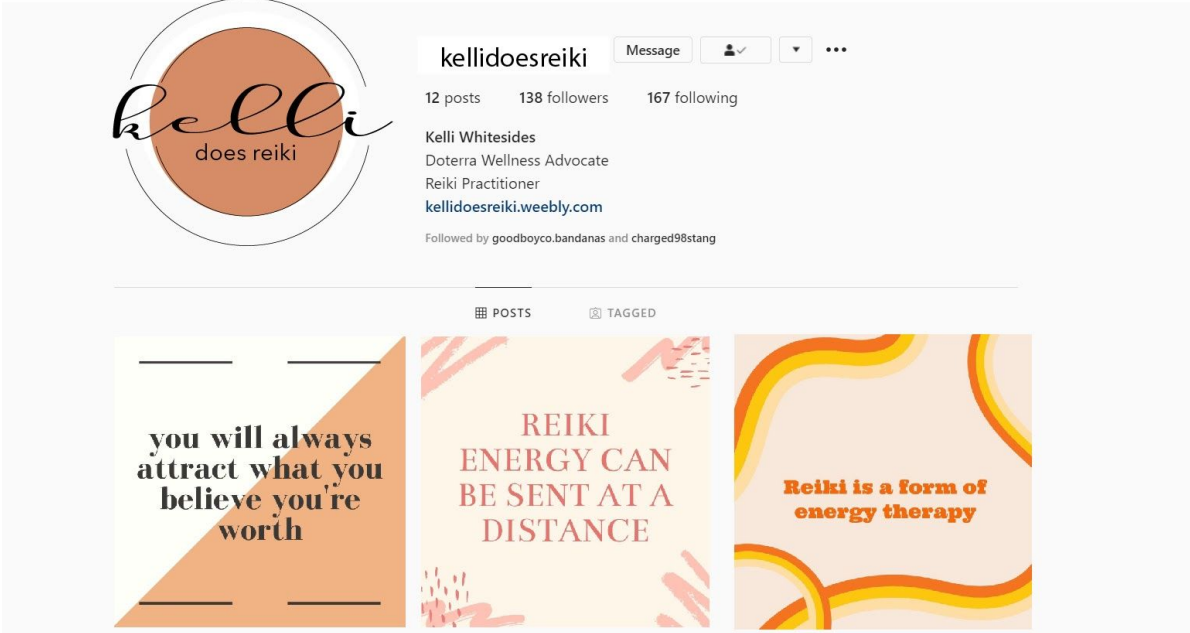 kelli
does reiki
kellidoesreiki Message
12 posts 138 followers 167 following
Kelli Whitesides
Doterra Wellness Advocate
Reiki Practitioner
kellidoesreiki.weebly.com
Followed by goodboyco.bandanas and charged98stang
POSTS TAGGED
you will always
attract what you
believe you're
worth
REIKI
ENERGY CAN
BE SENT AT A
DISTANCE
Reiki is a form of
energy therapy